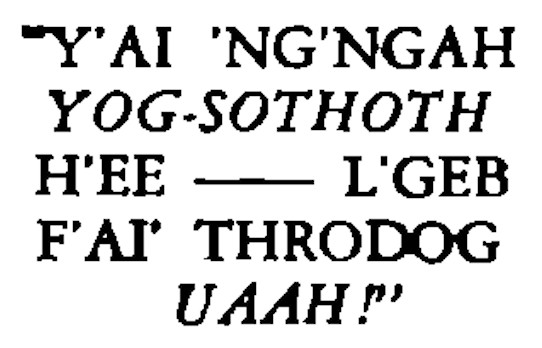 "Y'AI 'NG'NGAH
YOG-SOTHOTH
H'EE —— L'GEB
F'AI' THRODOG
UAAH!"